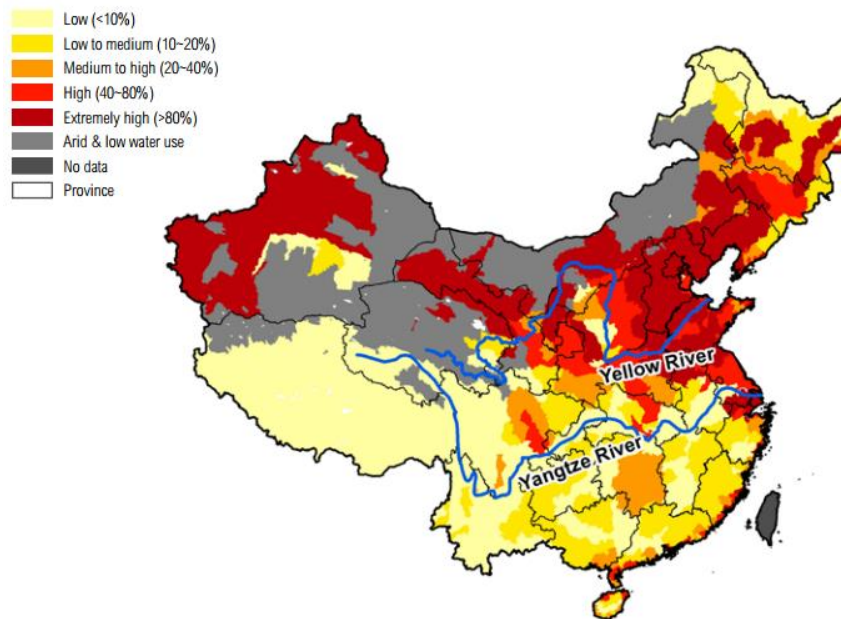 Low (<10%)
Low to medium (10~20%)
Medium to high (20~40%)
High (40~80%)
Extremely high (>80%)
Arid & low water use
No data
Province
Yellow River
Yangtze River